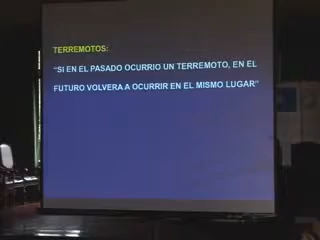 TERREMOTOS:
“SI EN EL PASADO OCURRIO UN TERREMOTO, EN EL
FUTURO VOLVERA A OCURRIR EN EL MISMO LUGAR”